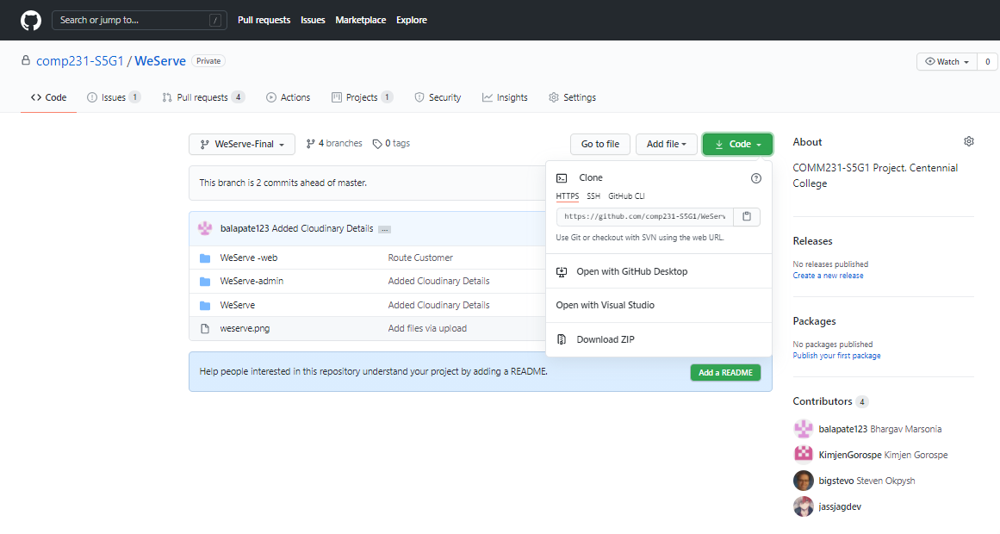 Search or jump to... /
Pull requests Issues Marketplace Explore
comp231-S5G1 / WeServe Private
Watch 0
Code Issues 1 Pull requests 4 Actions Projects 1 Security Insights Settings
WeServe-Final 4 branches 0 tags
Go to file Add file Code
This branch is 2 commits ahead of master.
balapate123 Added Cloudinary Details ...
WeServe -web Route Customer
WeServe-admin Added Cloudinary Details
WeServe Added Cloudinary Details
weserve.png Add files via upload
Clone
HTTPS SSH GitHub CLI
https://github.com/comp231-S5G1/WeServ
Use Git or checkout with SVN using the web URL.
Open with GitHub Desktop
Open with Visual Studio
Download ZIP
Help people interested in this repository understand your project by adding a README.
Add a README
About
COMM231-S5G1 Project. Centennial
College
Releases
No releases published
Create a new release
Packages
No packages published
Publish your first package
Contributors 4
balapate123 Bhargav Marsonia
KimjenGorospe Kimjen Gorospe
bigstevo Steven Okpysh
jassjagdev